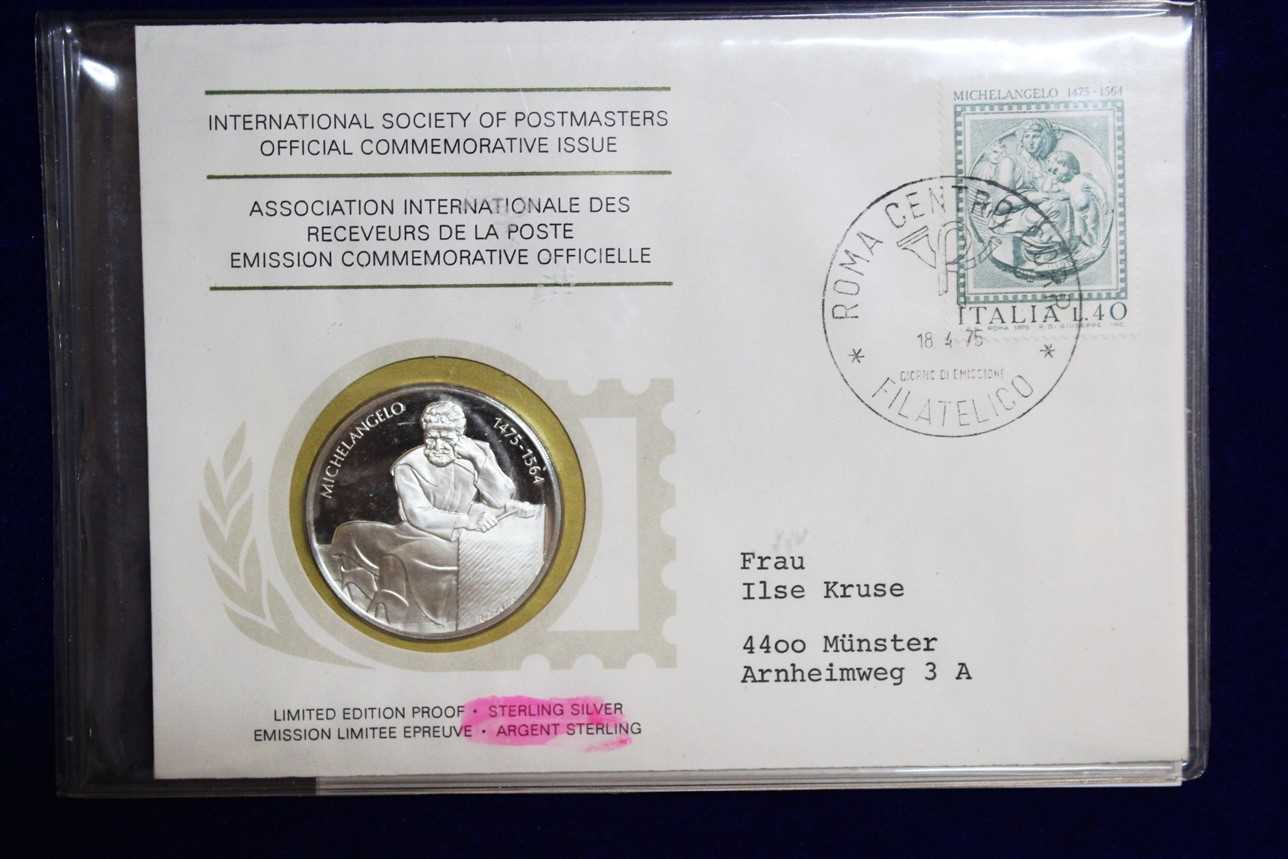 INTERNATIONAL SOCIETY OF POSTMASTERS
OFFICIAL COMMEMORATIVE ISSUE
ASSOCIATION INTERNATIONALE DES
RECEVEURS DE LA POSTE
EMISSION COMMEMORATIVE OFFICIELLE
MICHELANGELO 1475-1564
ITALIA L.40
ROMA 1975
ROMA CENTRO
18 4 75
GIORNO DI EMISSIONE
* FILATELICO *
MICHELANGELO 1475-1564
Frau
Ilse Kruse
44oo Münster
Arnheimweg 3 A
LIMITED EDITION PROOF · STERLING SILVER
EMISSION LIMITEE EPREUVE · ARGENT STERLING